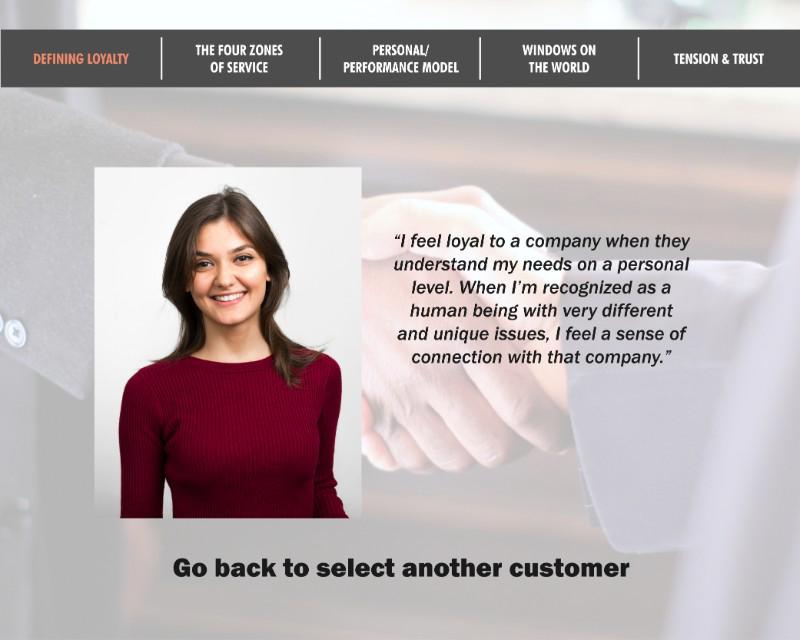 DEFINING LOYALTY
THE FOUR ZONES
OF SERVICE
PERSONAL/
PERFORMANCE MODEL
WINDOWS ON
THE WORLD
TENSION & TRUST
“I feel loyal to a company when they
understand my needs on a personal
level. When I’m recognized as a
human being with very different
and unique issues, I feel a sense of
connection with that company.”
Go back to select another customer